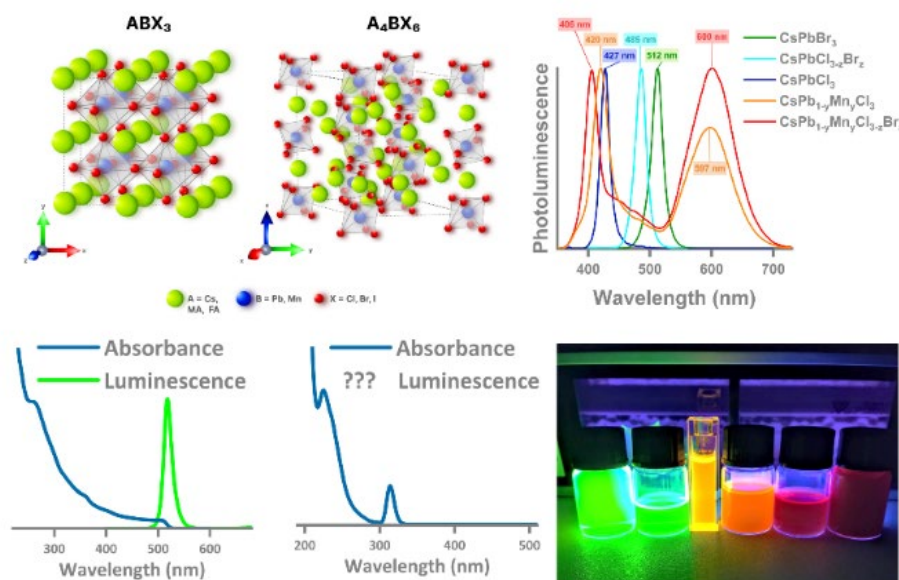 ABX₃
A₄BX₆
A = Cs,
MA, FA
B = Pb, Mn
X = Cl, Br, I
y
x
z
x
z
y
405 nm
420 nm
427 nm
485 nm
512 nm
600 nm
597 nm
CsPbBr₃
CsPbCl₃₋zBrz
CsPbCl₃
CsPb₁₋yMnyCl₃
CsPb₁₋yMnyCl₃₋zBr
Photoluminescence
400 500 600 700
Wavelength (nm)
Absorbance
Luminescence
300 400 500 600
Wavelength (nm)
Absorbance
??? Luminescence
200 300 400 500
Wavelength (nm)